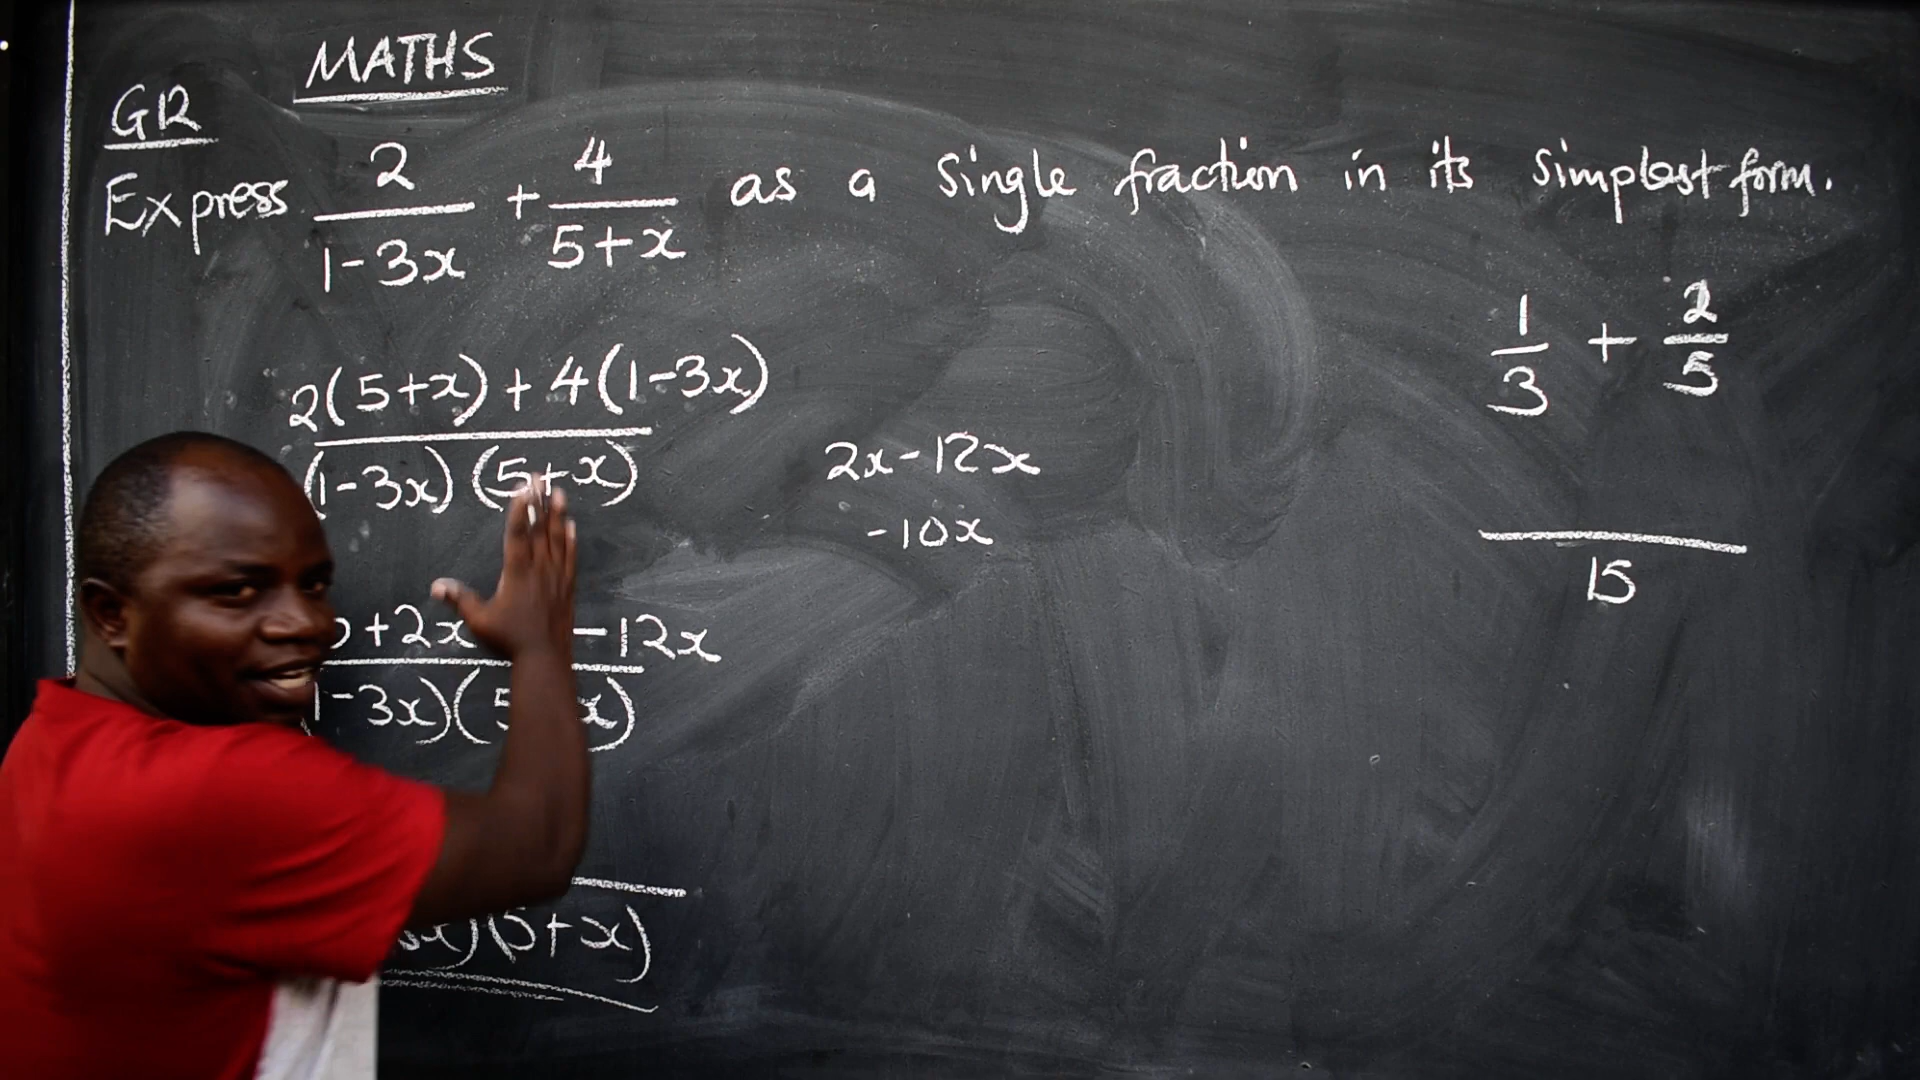 MATHS
G12
Express 2/(1-3x) + 4/(5+x) as a single fraction in its simplest form.
2(5+x)+4(1-3x)
(1-3x)(5+x)
+2x -12x
1-3x)(5 x)
x)(5+x)
2x-12x
-10x
1/3 + 2/5
15